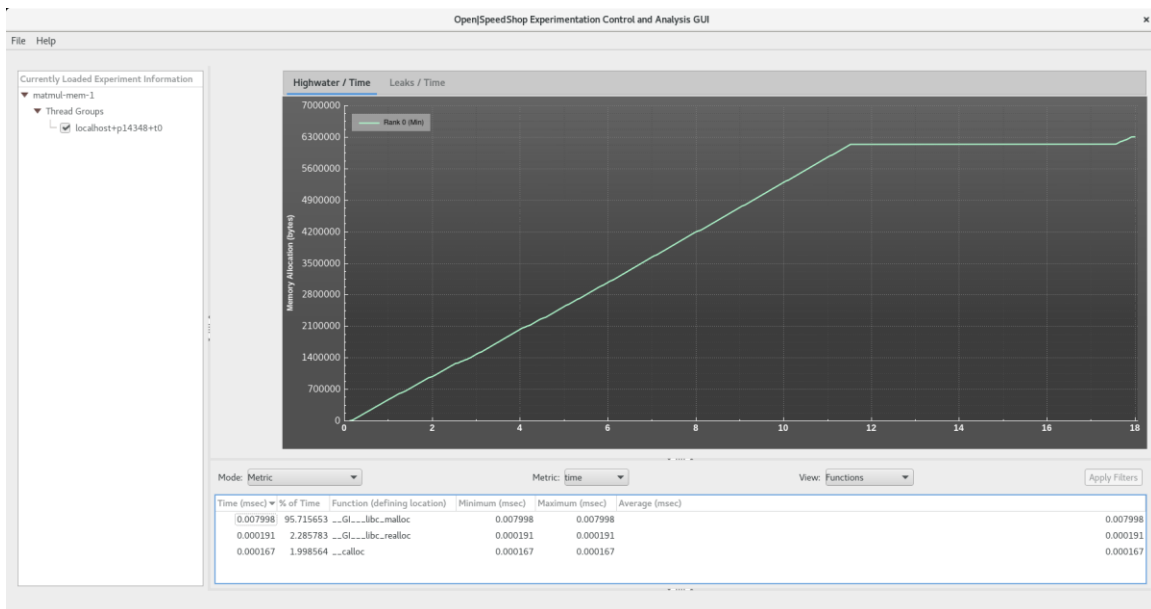 Open|SpeedShop Experimentation Control and Analysis GUI
×
File Help
Currently Loaded Experiment Information
matmul-mem-1
Thread Groups
localhost+p14348+t0
Highwater / Time Leaks / Time
Rank 0 (Min)
Memory Allocation (bytes)
7000000
6300000
5600000
4900000
4200000
3500000
2800000
2100000
1400000
700000
0
0 2 4 6 8 10 12 14 16 18
Mode: Metric Metric: time View: Functions Apply Filters
Time (msec) % of Time Function (defining location) Minimum (msec) Maximum (msec) Average (msec)
0.007998 95.715653 __GI___libc_malloc 0.007998 0.007998 0.007998
0.000191 2.285783 __GI___libc_realloc 0.000191 0.000191 0.000191
0.000167 1.998564 __calloc 0.000167 0.000167 0.000167